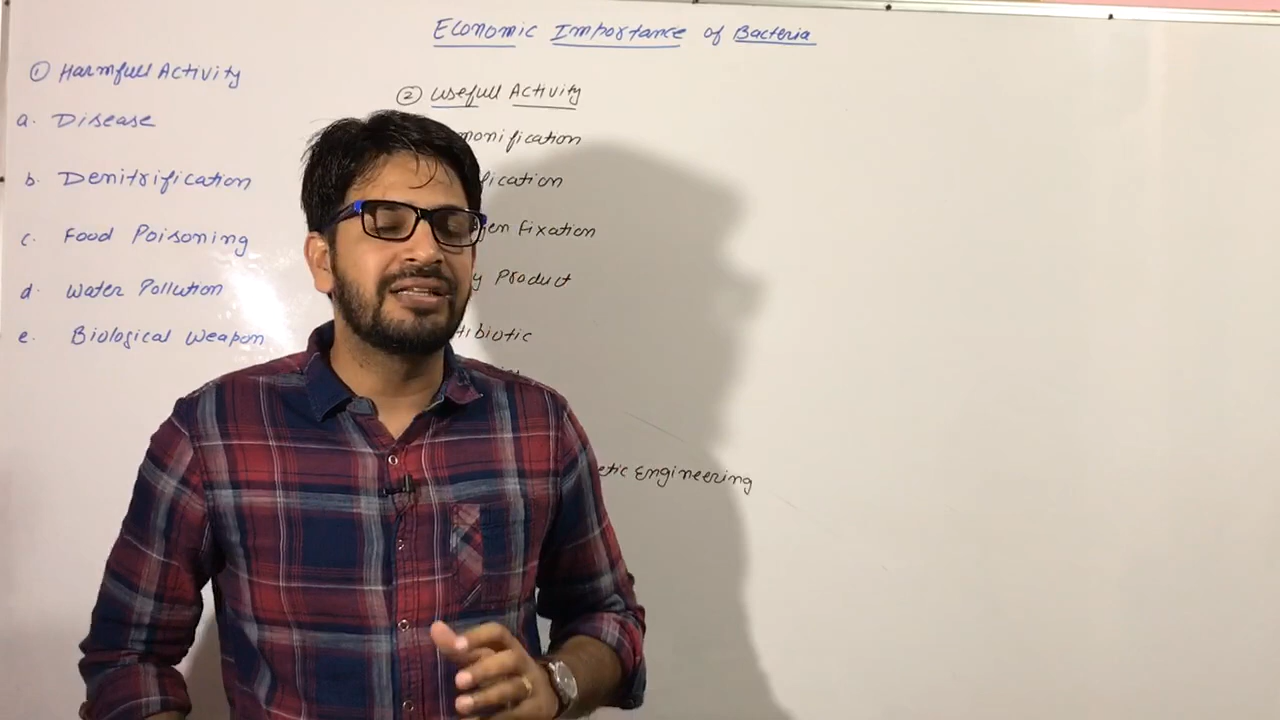 Economic Importance of Bacteria
① Harmfull Activity
a. Disease
b. Denitrification
c. Food Poisoning
d. Water Pollution
e. Biological Weapon
② Usefull Activity
monification
fication
gen Fixation
y Product
tibiotic
etic Engineering